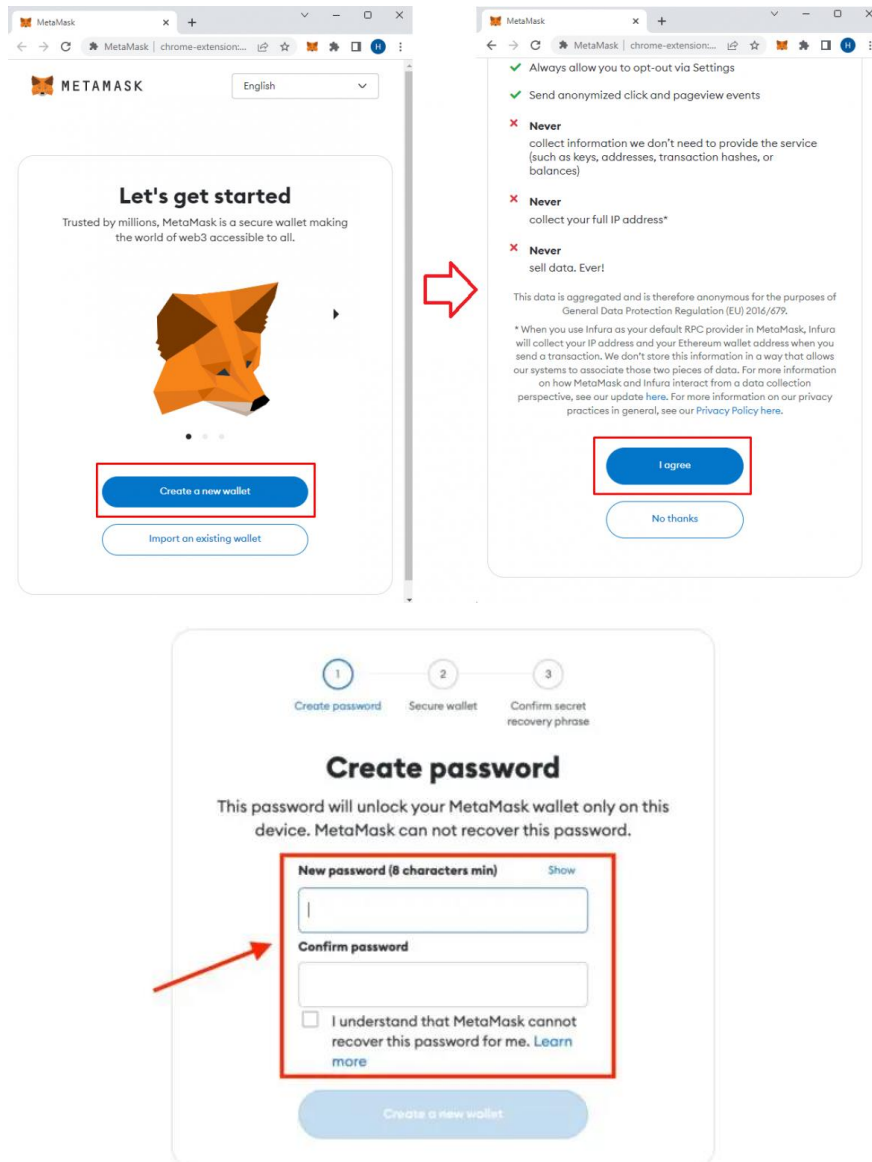 MetaMask
MetaMask | chrome-extension:...
H
METAMASK
English
Let's get started
Trusted by millions, MetaMask is a secure wallet making
the world of web3 accessible to all.
Create a new wallet
Import an existing wallet
MetaMask
MetaMask | chrome-extension:...
H
Always allow you to opt-out via Settings
Send anonymized click and pageview events
Never
collect information we don't need to provide the service
(such as keys, addresses, transaction hashes, or
balances)
Never
collect your full IP address*
Never
sell data. Ever!
This data is aggregated and is therefore anonymous for the purposes of
General Data Protection Regulation (EU) 2016/679.
* When you use Infura as your default RPC provider in MetaMask, Infura
will collect your IP address and your Ethereum wallet address when you
send a transaction. We don't store this information in a way that allows
our systems to associate those two pieces of data. For more information
on how MetaMask and Infura interact from a data collection
perspective, see our update here. For more information on our privacy
practices in general, see our Privacy Policy here.
I agree
No thanks
1 2 3
Create password Secure wallet Confirm secret
recovery phrase
Create password
This password will unlock your MetaMask wallet only on this
device. MetaMask can not recover this password.
New password (8 characters min) Show
Confirm password
I understand that MetaMask cannot
recover this password for me. Learn
more
Create a new wallet